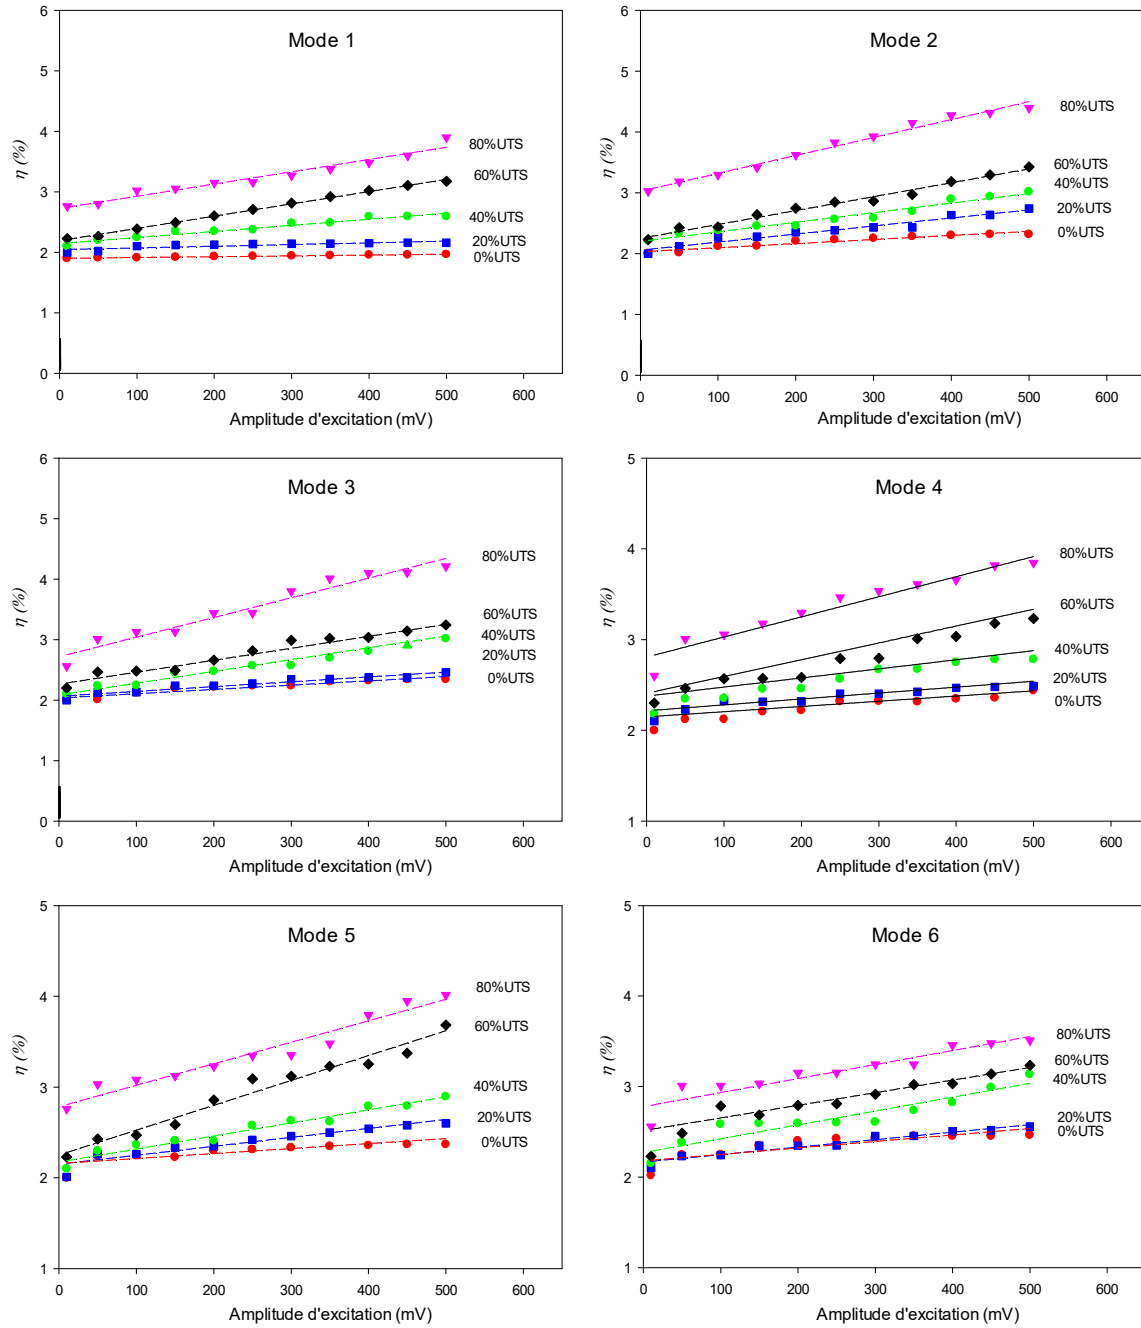 Mode 1
η (%)
6
5
4
3
2
1
0
80%UTS
60%UTS
40%UTS
20%UTS
0%UTS
0 100 200 300 400 500 600
Amplitude d'excitation (mV)
Mode 2
η (%)
6
5
4
3
2
1
0
80%UTS
60%UTS
40%UTS
20%UTS
0%UTS
0 100 200 300 400 500 600
Amplitude d'excitation (mV)
Mode 3
η (%)
6
5
4
3
2
1
0
80%UTS
60%UTS
40%UTS
20%UTS
0%UTS
0 100 200 300 400 500 600
Amplitude d'excitation (mV)
Mode 4
η (%)
5
4
3
2
1
80%UTS
60%UTS
40%UTS
20%UTS
0%UTS
0 100 200 300 400 500 600
Amplitude d'excitation (mV)
Mode 5
η (%)
5
4
3
2
1
80%UTS
60%UTS
40%UTS
20%UTS
0%UTS
0 100 200 300 400 500 600
Amplitude d'excitation (mV)
Mode 6
η (%)
5
4
3
2
1
80%UTS
60%UTS
40%UTS
20%UTS
0%UTS
0 100 200 300 400 500 600
Amplitude d'excitation (mV)